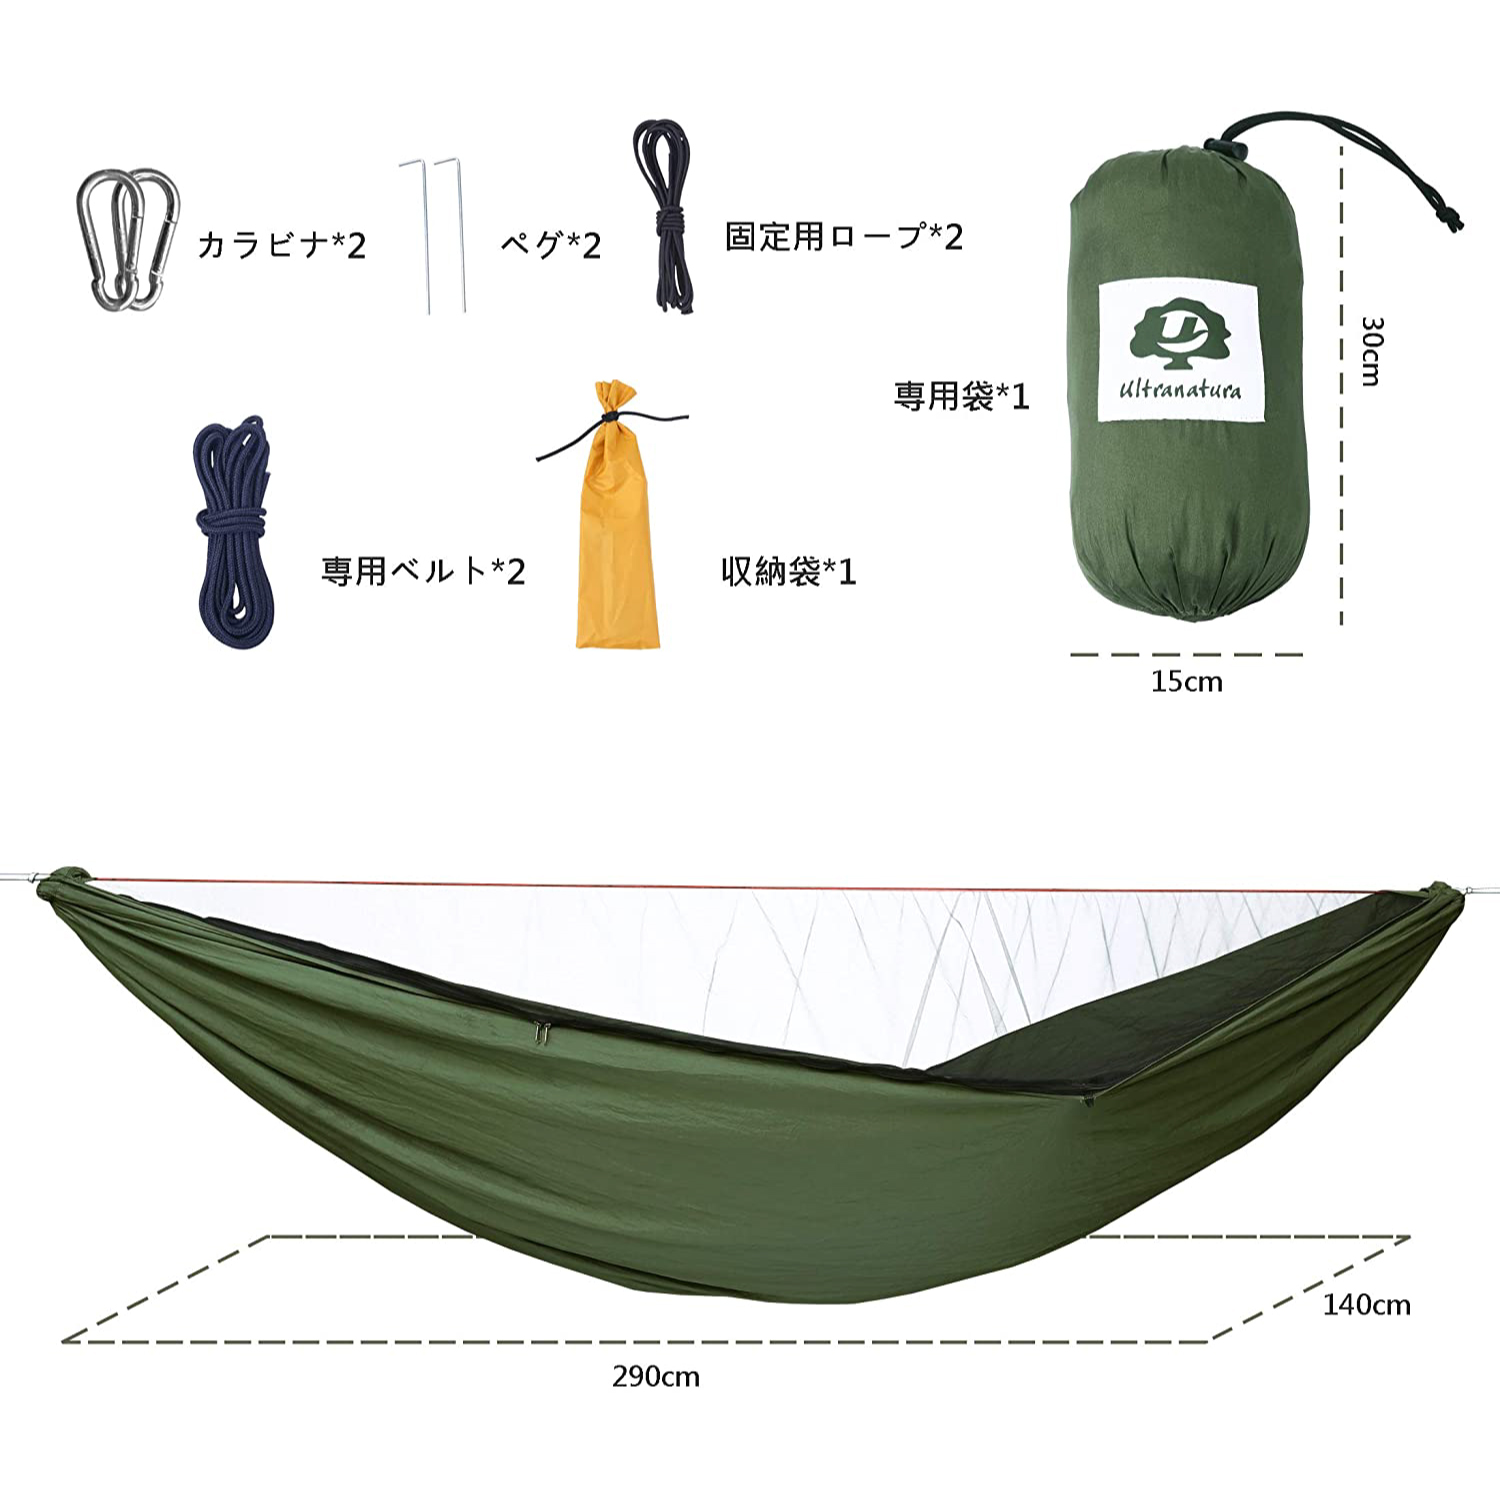 カラビナ*2
ペグ*2
固定用ロープ*2
専用袋*1
Ultranatura
30cm
専用ベルト*2
収納袋*1
15cm
140cm
290cm